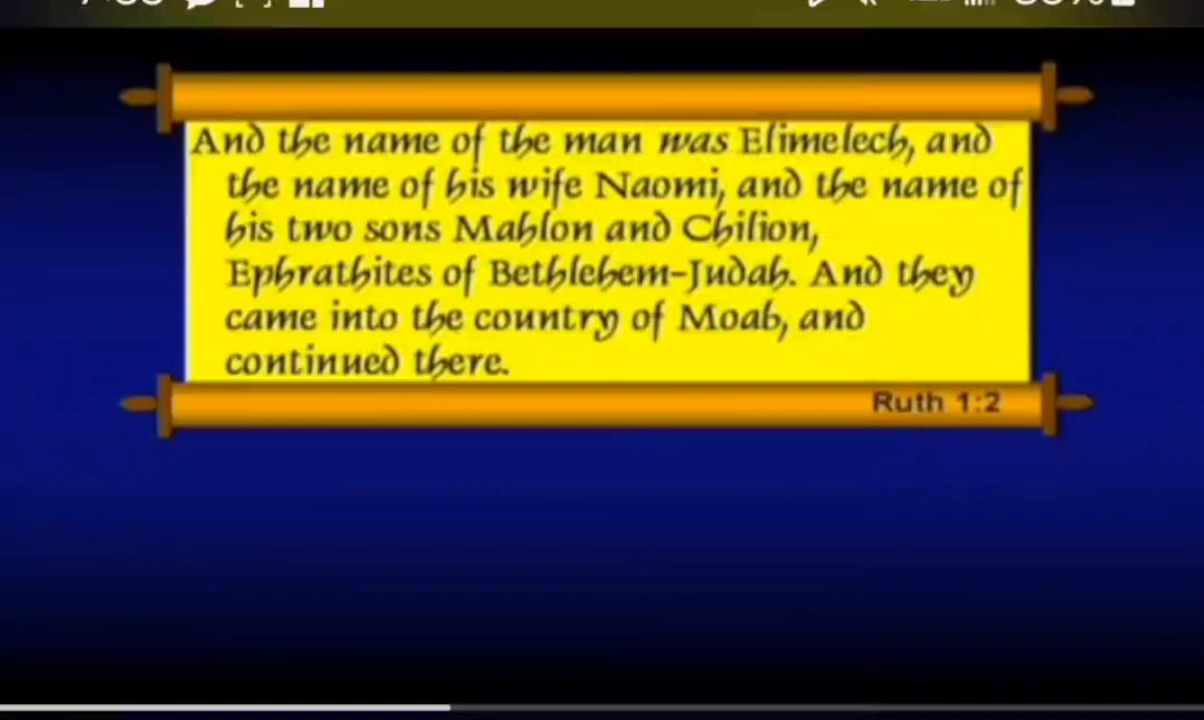 And the name of the man was Elimelech, and
the name of his wife Naomi, and the name of
his two sons Mahlon and Chilion,
Ephrathites of Bethlehem-Judah. And they
came into the country of Moab, and
continued there.
Ruth 1:2